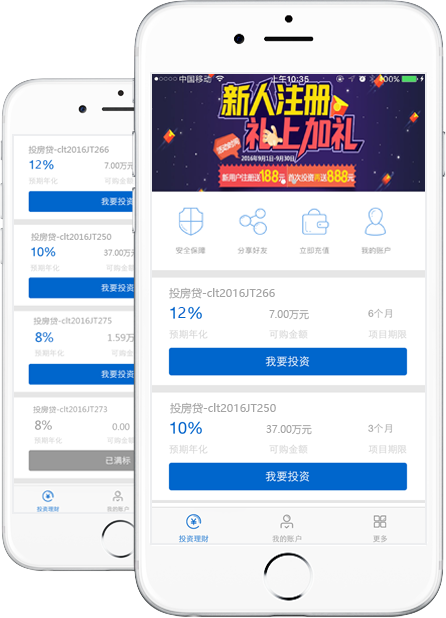 投房贷-clt2016JT266
12%
7.00万元
预期年化
可购金额
我要投资
投房贷-clt2016JT250
10%
37.00万元
预期年化
可购金额
我要投资
投房贷-clt2016JT275
8%
1.59万
预期年化
可购金额
我要投资
投房贷-clt2016JT273
8%
0.00
预期年化
可购金额
已满标
投资理财
我的账户
中国移动 上午10:35 100%
新人注册
礼上加礼
活动时间
2016年9月1日-9月30日
新用户注册送188元 首次投资再送888元
安全保障 分享好友 立即充值 我的账户
投房贷-clt2016JT266
12% 7.00万元 6个月
预期年化 可购金额 项目期限
我要投资
投房贷-clt2016JT250
10% 37.00万元 3个月
预期年化 可购金额 项目期限
我要投资
投资理财 我的账户 更多